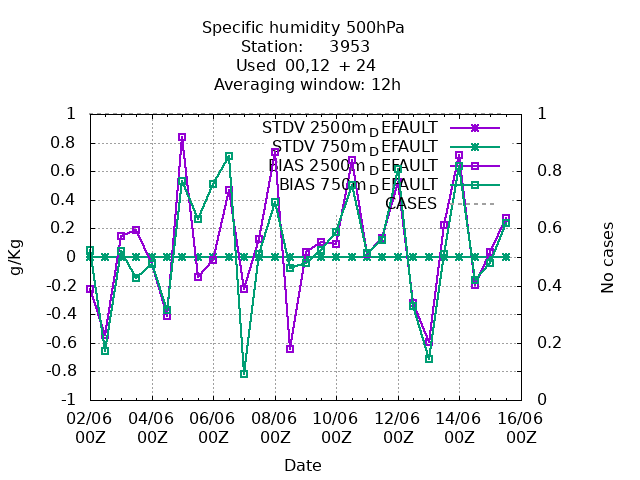 Specific humidity 500hPa
Station: 3953
Used 00,12 + 24
Averaging window: 12h
1 1
STDV 2500m_DEFAULT
0.8
STDV 750m_DEFAULT
0.6 BIAS 2500m_DEFAULT 0.8
BIAS 750m_DEFAULT
0.4 CASES
0.2 0.6
0
-0.2 0.4
-0.4
-0.6 0.2
-0.8
-1 0
g/Kg
No cases
02/06 04/06 06/06 08/06 10/06 12/06 14/06 16/06
00Z 00Z 00Z 00Z 00Z 00Z 00Z 00Z
Date